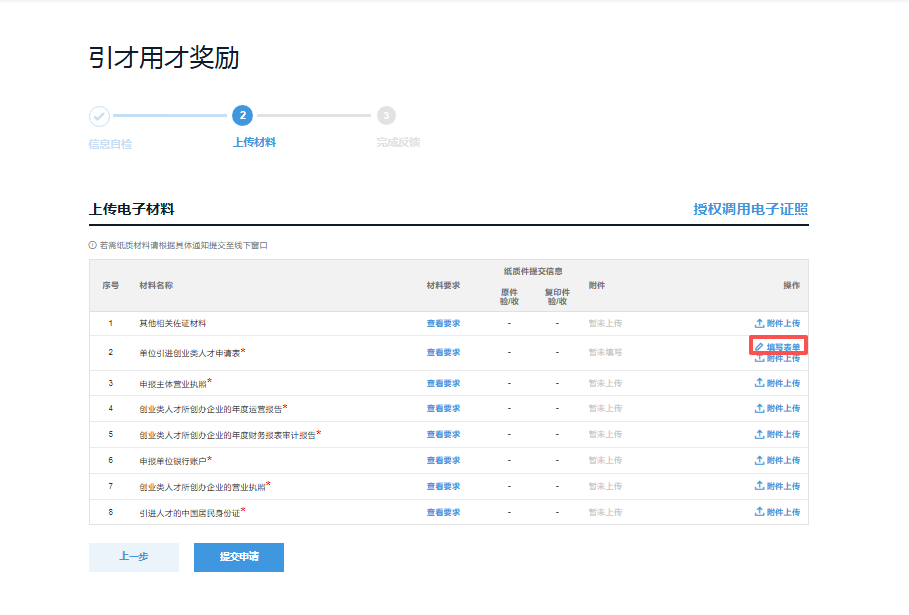 引才用才奖励
2
3
信息自检
上传材料
完成反馈
上传电子材料
授权调用电子证照
若需纸质材料请根据具体通知提交至线下窗口
序号 材料名称 材料要求 纸质件提交信息 附件 操作
原件 复印件
验/收 验/收
1 其他相关佐证材料 查看要求 - - 暂未上传 附件上传
2 单位引进创业类人才申请表* 查看要求 - - 暂未填写 填写表单
附件上传
3 申报主体营业执照* 查看要求 - - 暂未上传 附件上传
4 创业类人才所创办企业的年度运营报告* 查看要求 - - 暂未上传 附件上传
5 创业类人才所创办企业的年度财务报表审计报告* 查看要求 - - 暂未上传 附件上传
6 申报单位银行账户* 查看要求 - - 暂未上传 附件上传
7 创业类人才所创办企业的营业执照* 查看要求 - - 暂未上传 附件上传
8 引进人才的中国居民身份证* 查看要求 - - 暂未上传 附件上传
上一步 提交申请